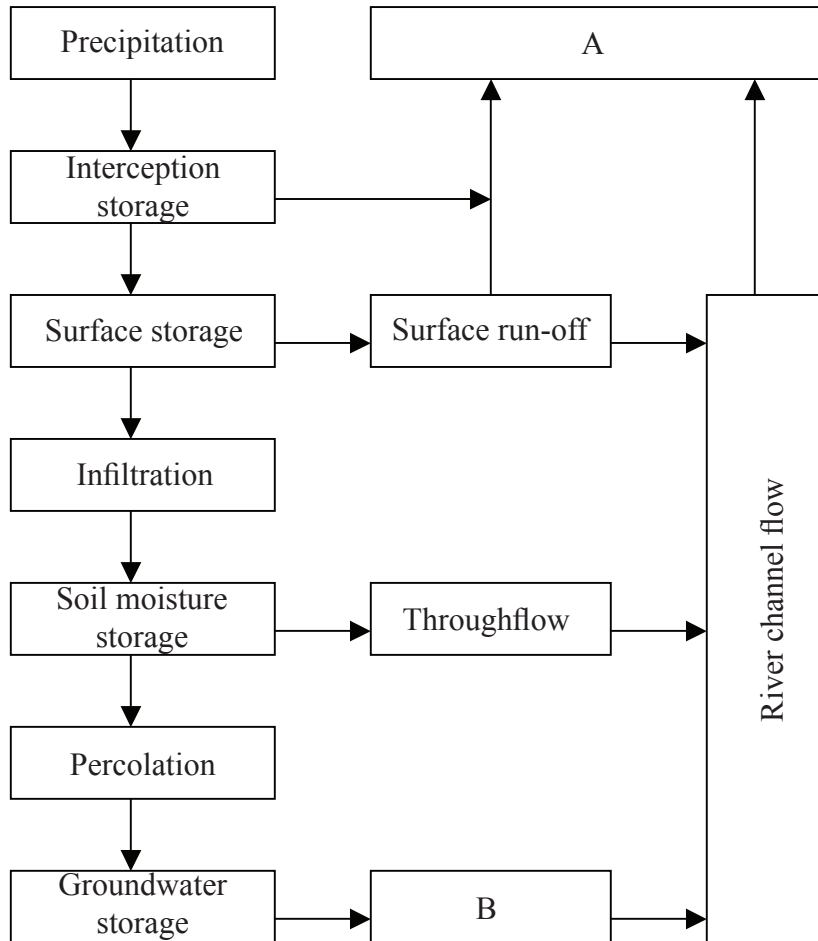 Precipitation
A
Interception
storage
Surface storage
Surface run-off
Infiltration
Soil moisture
storage
Throughflow
River channel flow
Percolation
Groundwater
storage
B